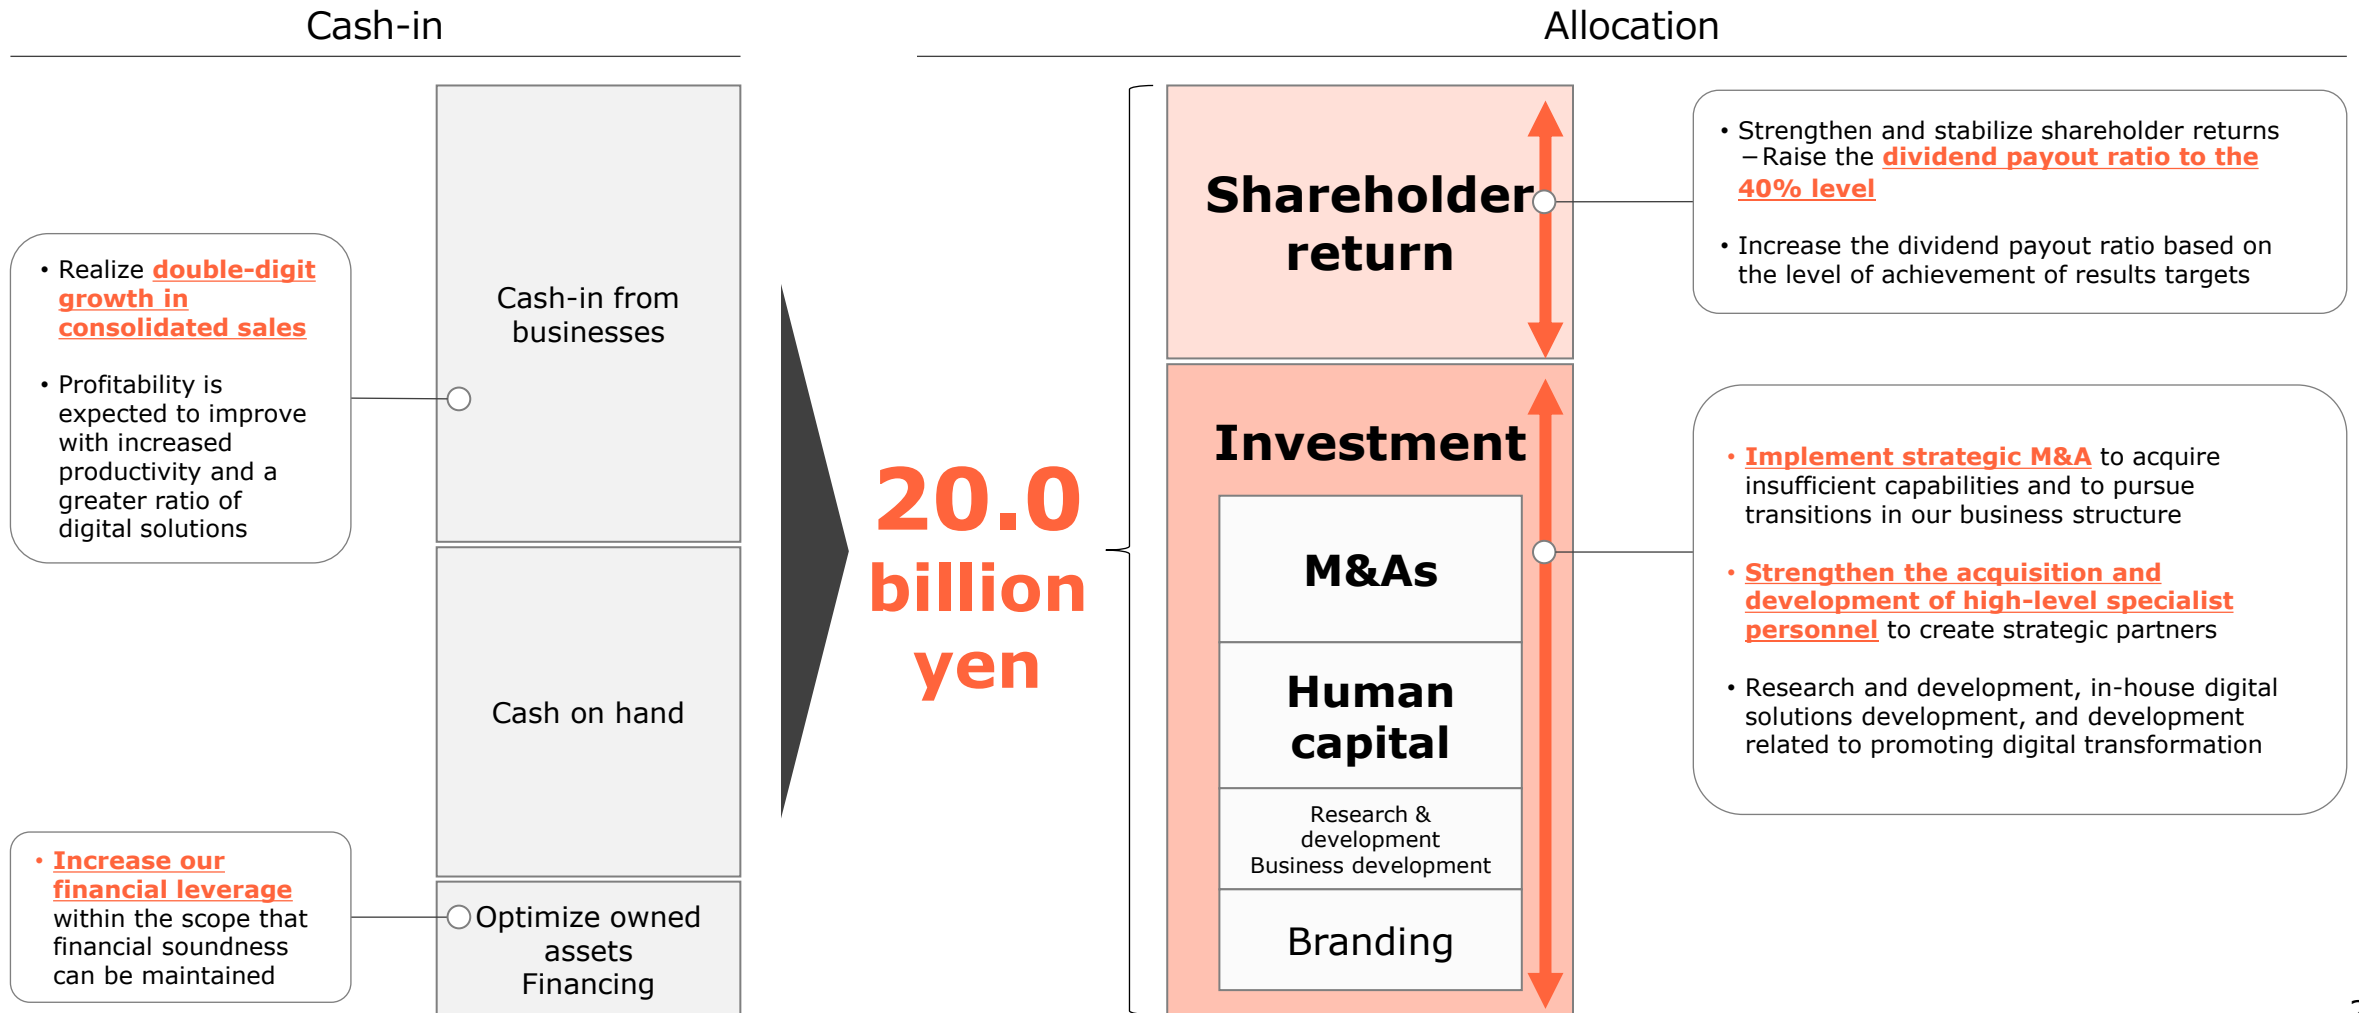 Cash-in
Allocation
• Realize double-digit
growth in
consolidated sales
• Profitability is
expected to improve
with increased
productivity and a
greater ratio of
digital solutions
• Increase our
financial leverage
within the scope that
financial soundness
can be maintained
Cash-in from
businesses
Cash on hand
Optimize owned
assets
Financing
20.0
billion
yen
Shareholder
return
Investment
M&As
Human
capital
Research &
development
Business development
Branding
• Strengthen and stabilize shareholder returns
−Raise the dividend payout ratio to the
40% level
• Increase the dividend payout ratio based on
the level of achievement of results targets
• Implement strategic M&A to acquire
insufficient capabilities and to pursue
transitions in our business structure
• Strengthen the acquisition and
development of high-level specialist
personnel to create strategic partners
• Research and development, in-house digital
solutions development, and development
related to promoting digital transformation